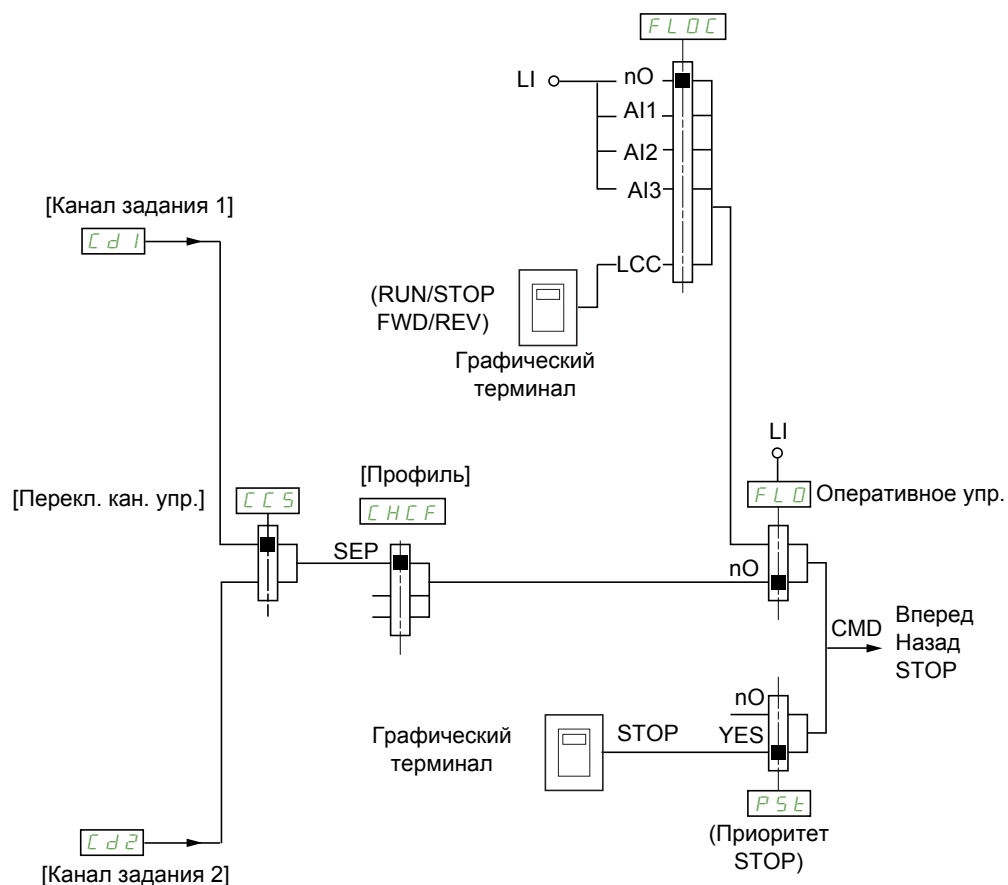 FLOC
LI
nO
AI1
AI2
AI3
LCC
[Канал задания 1]
Cd1
(RUN/STOP
FWD/REV)
Графический
терминал
LI
[Профиль]
[Перекл. кан. упр.]
CCS
CHCF
FLO
Оперативное упр.
SEP
nO
CMD
Вперед
Назад
STOP
nO
Графический
терминал
STOP
YES
PSt
(Приоритет
STOP)
Cd2
[Канал задания 2]